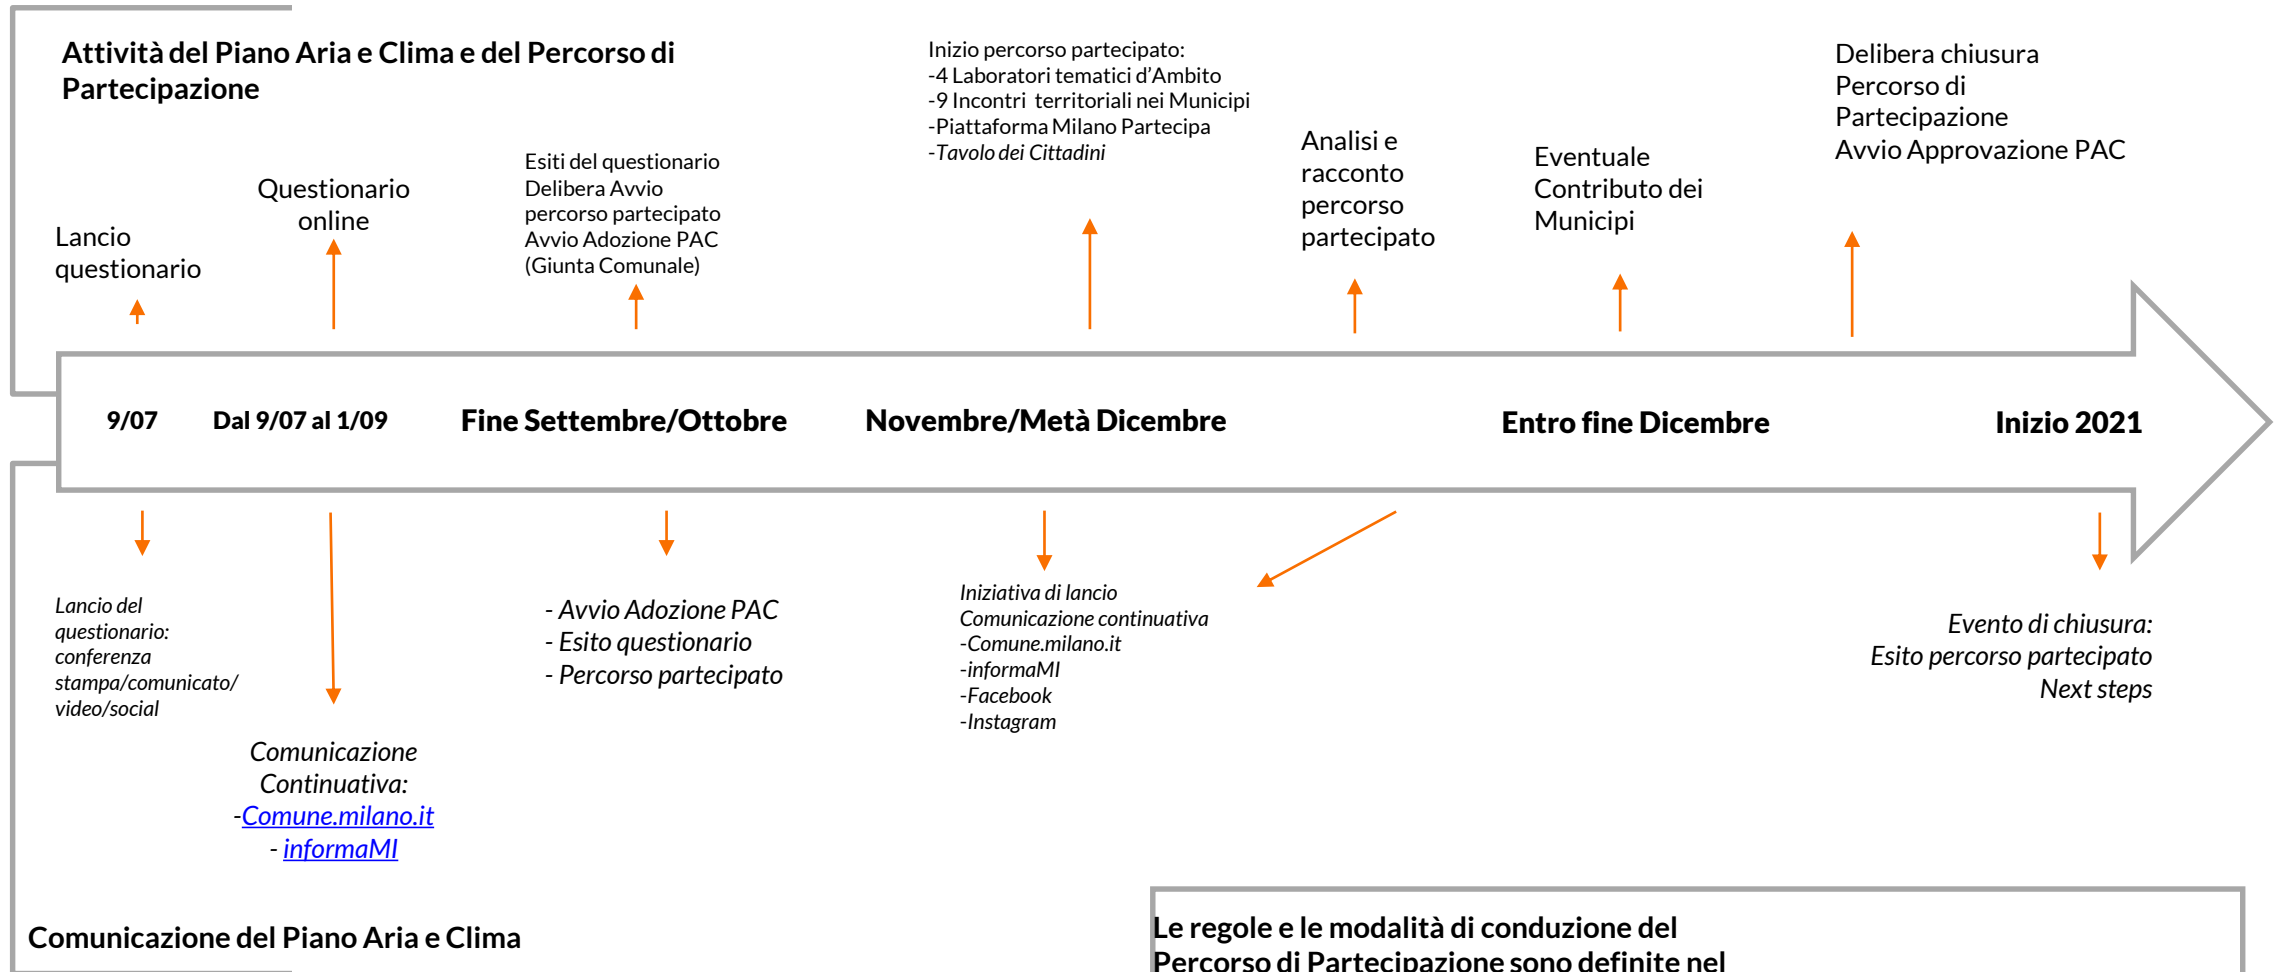 Attività del Piano Aria e Clima e del Percorso di
Partecipazione
Lancio
questionario
Questionario
online
Esiti del questionario
Delibera Avvio
percorso partecipato
Avvio Adozione PAC
(Giunta Comunale)
Inizio percorso partecipato:
-4 Laboratori tematici d’Ambito
-9 Incontri territoriali nei Municipi
-Piattaforma Milano Partecipa
-Tavolo dei Cittadini
Analisi e
racconto
percorso
partecipato
Eventuale
Contributo dei
Municipi
Delibera chiusura
Percorso di
Partecipazione
Avvio Approvazione PAC
9/07
Dal 9/07 al 1/09
Fine Settembre/Ottobre
Novembre/Metà Dicembre
Entro fine Dicembre
Inizio 2021
Lancio del
questionario:
conferenza
stampa/comunicato/
video/social
Comunicazione
Continuativa:
-Comune.milano.it
- informaMI
- Avvio Adozione PAC
- Esito questionario
- Percorso partecipato
Iniziativa di lancio
Comunicazione continuativa
-Comune.milano.it
-informaMI
-Facebook
-Instagram
Evento di chiusura:
Esito percorso partecipato
Next steps
Comunicazione del Piano Aria e Clima
Le regole e le modalità di conduzione del
Percorso di Partecipazione sono definite nel